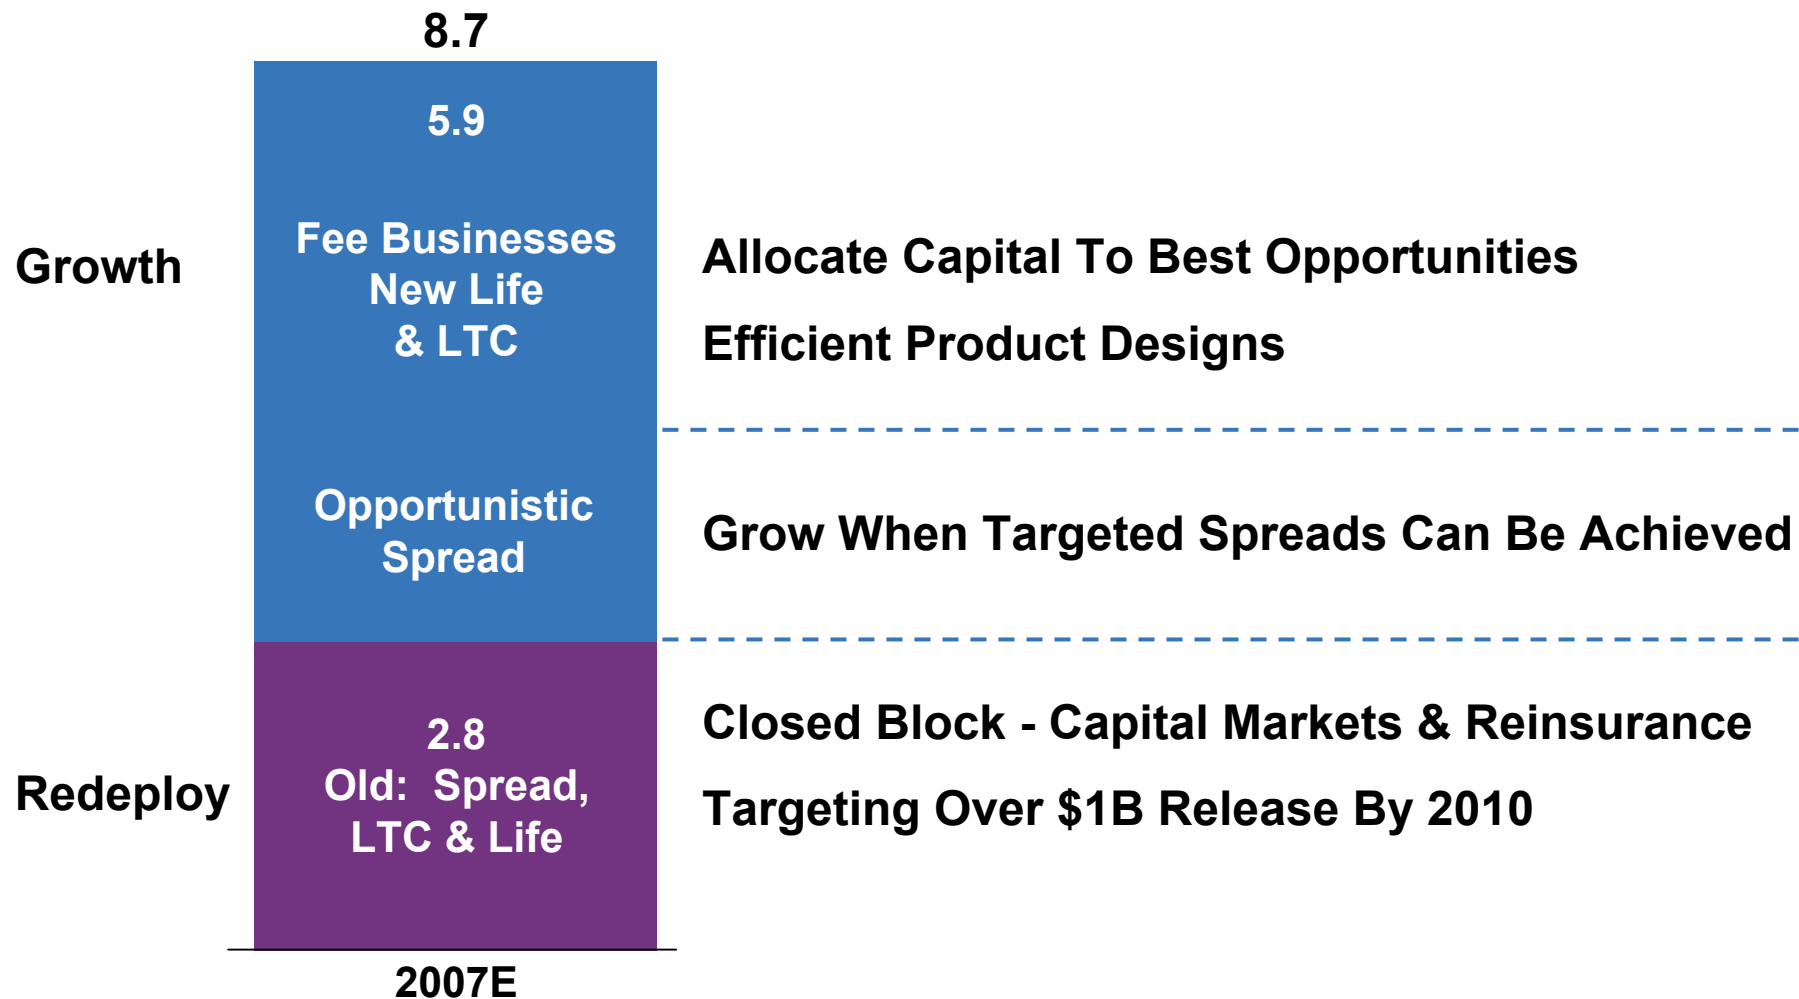 8.7
5.9
Growth
Fee Businesses
New Life
& LTC
Allocate Capital To Best Opportunities
Efficient Product Designs
Opportunistic
Spread
Grow When Targeted Spreads Can Be Achieved
Redeploy
2.8
Old:  Spread,
LTC & Life
Closed Block - Capital Markets & Reinsurance
Targeting Over $1B Release By 2010
2007E